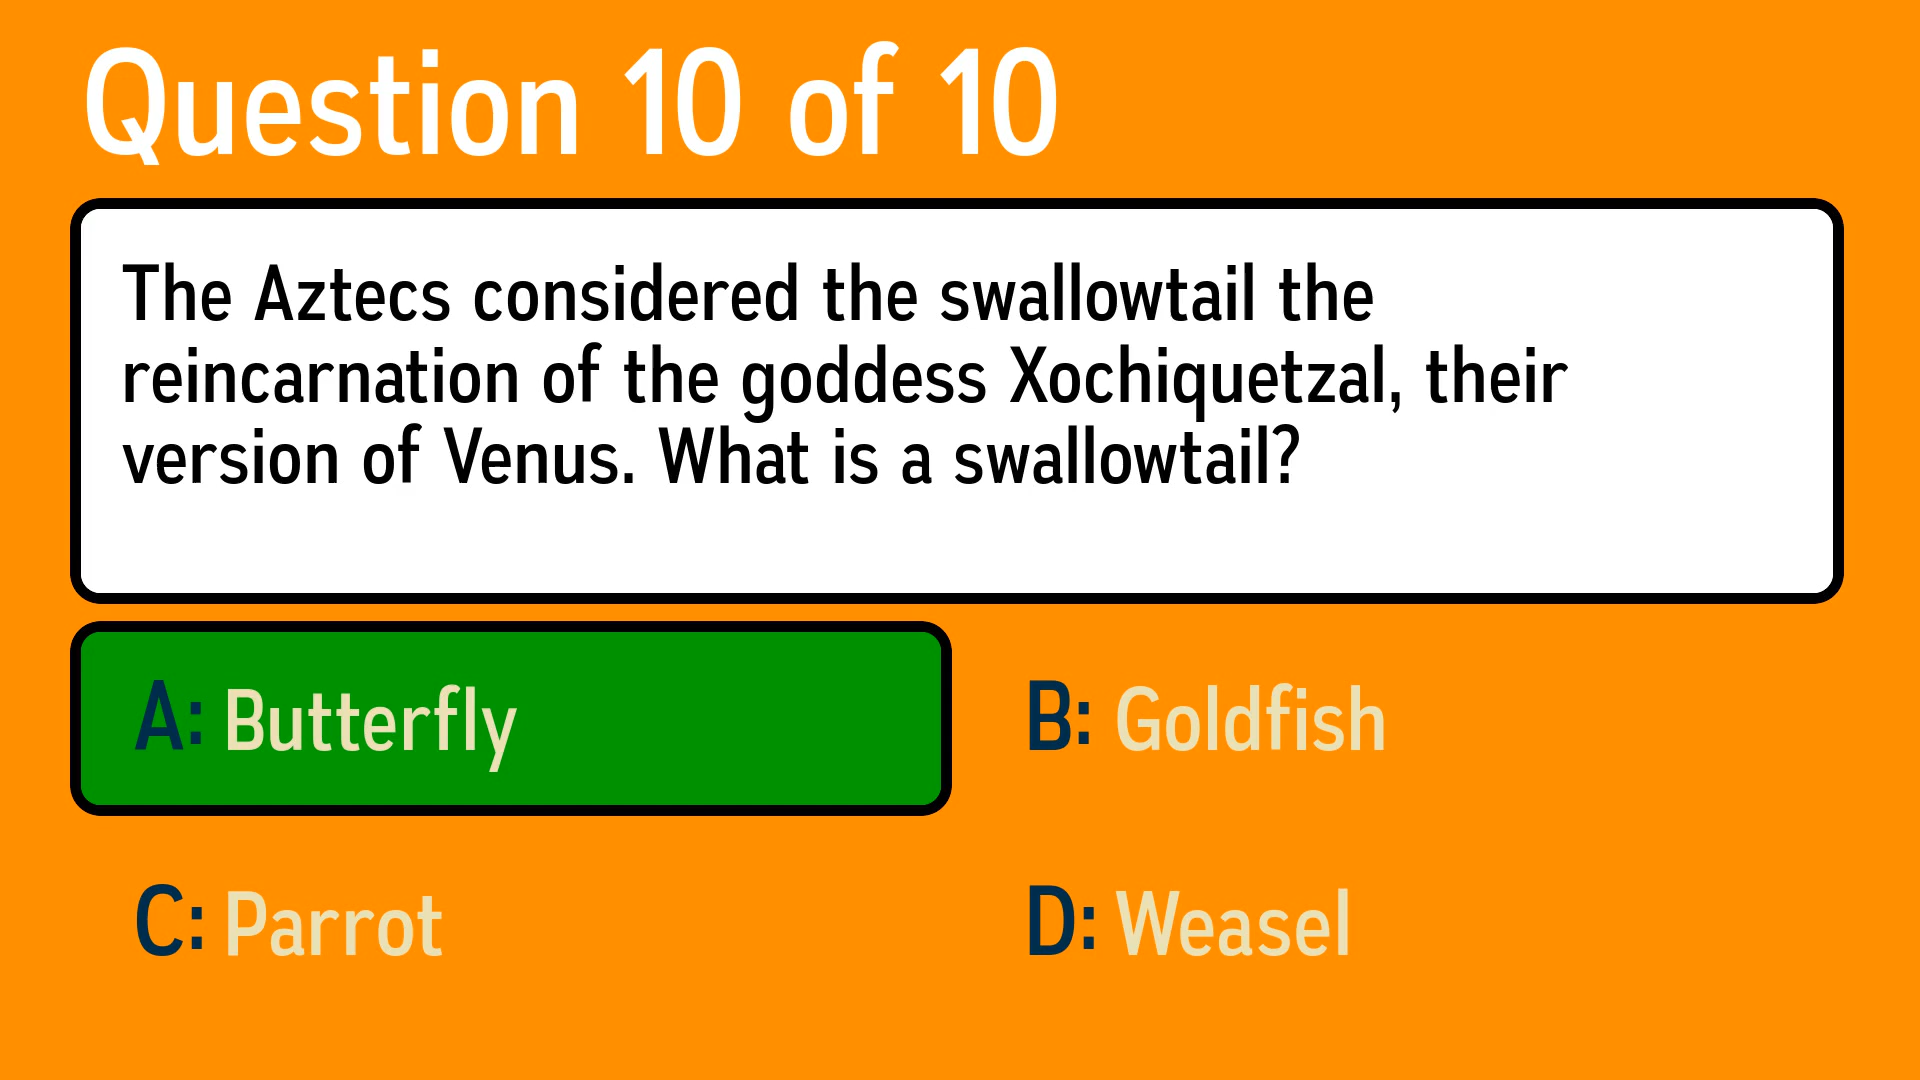 Question 10 of 10
The Aztecs considered the swallowtail the
reincarnation of the goddess Xochiquetzal, their
version of Venus. What is a swallowtail?
A: Butterfly
B: Goldfish
C: Parrot
D: Weasel